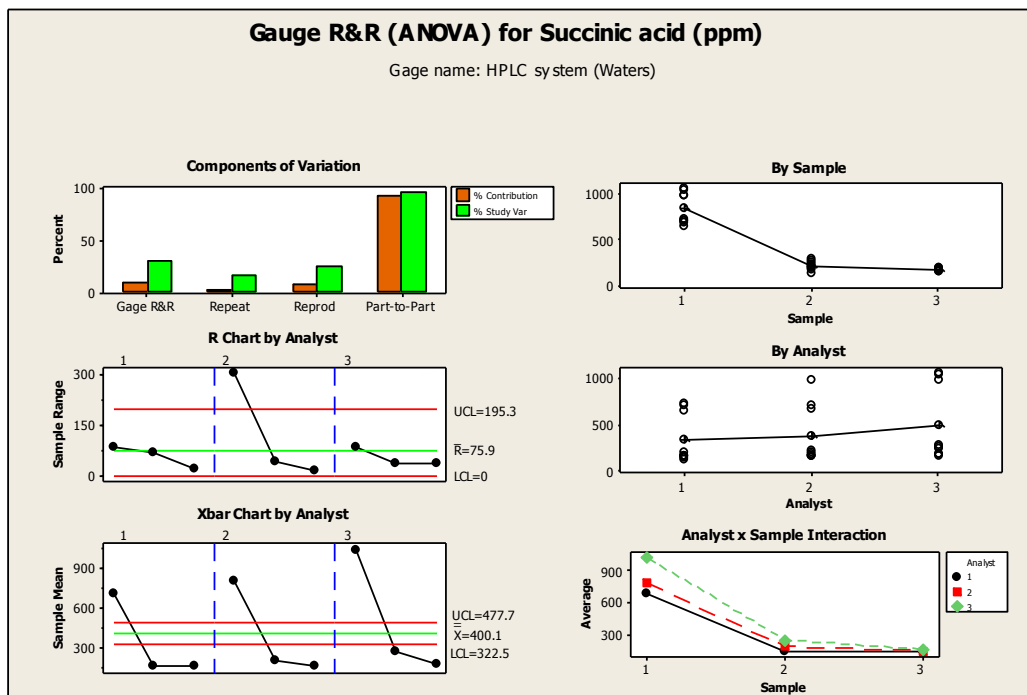 Gauge R&R (ANOVA) for Succinic acid (ppm)
Gage name: HPLC system (Waters)
Components of Variation
100
50
0
Percent
Gage R&R Repeat Reprod Part-to-Part
% Contribution
% Study Var
R Chart by Analyst
1 2 3
300
150
0
Sample Range
UCL=195.3
R=75.9
LCL=0
Xbar Chart by Analyst
1 2 3
900
600
300
Sample Mean
UCL=477.7
X=400.1
LCL=322.5
By Sample
1000
500
0
1 2 3
Sample
By Analyst
1000
500
0
1 2 3
Analyst
Analyst x Sample Interaction
900
600
300
Average
1 2 3
Sample
Analyst
1
2
3